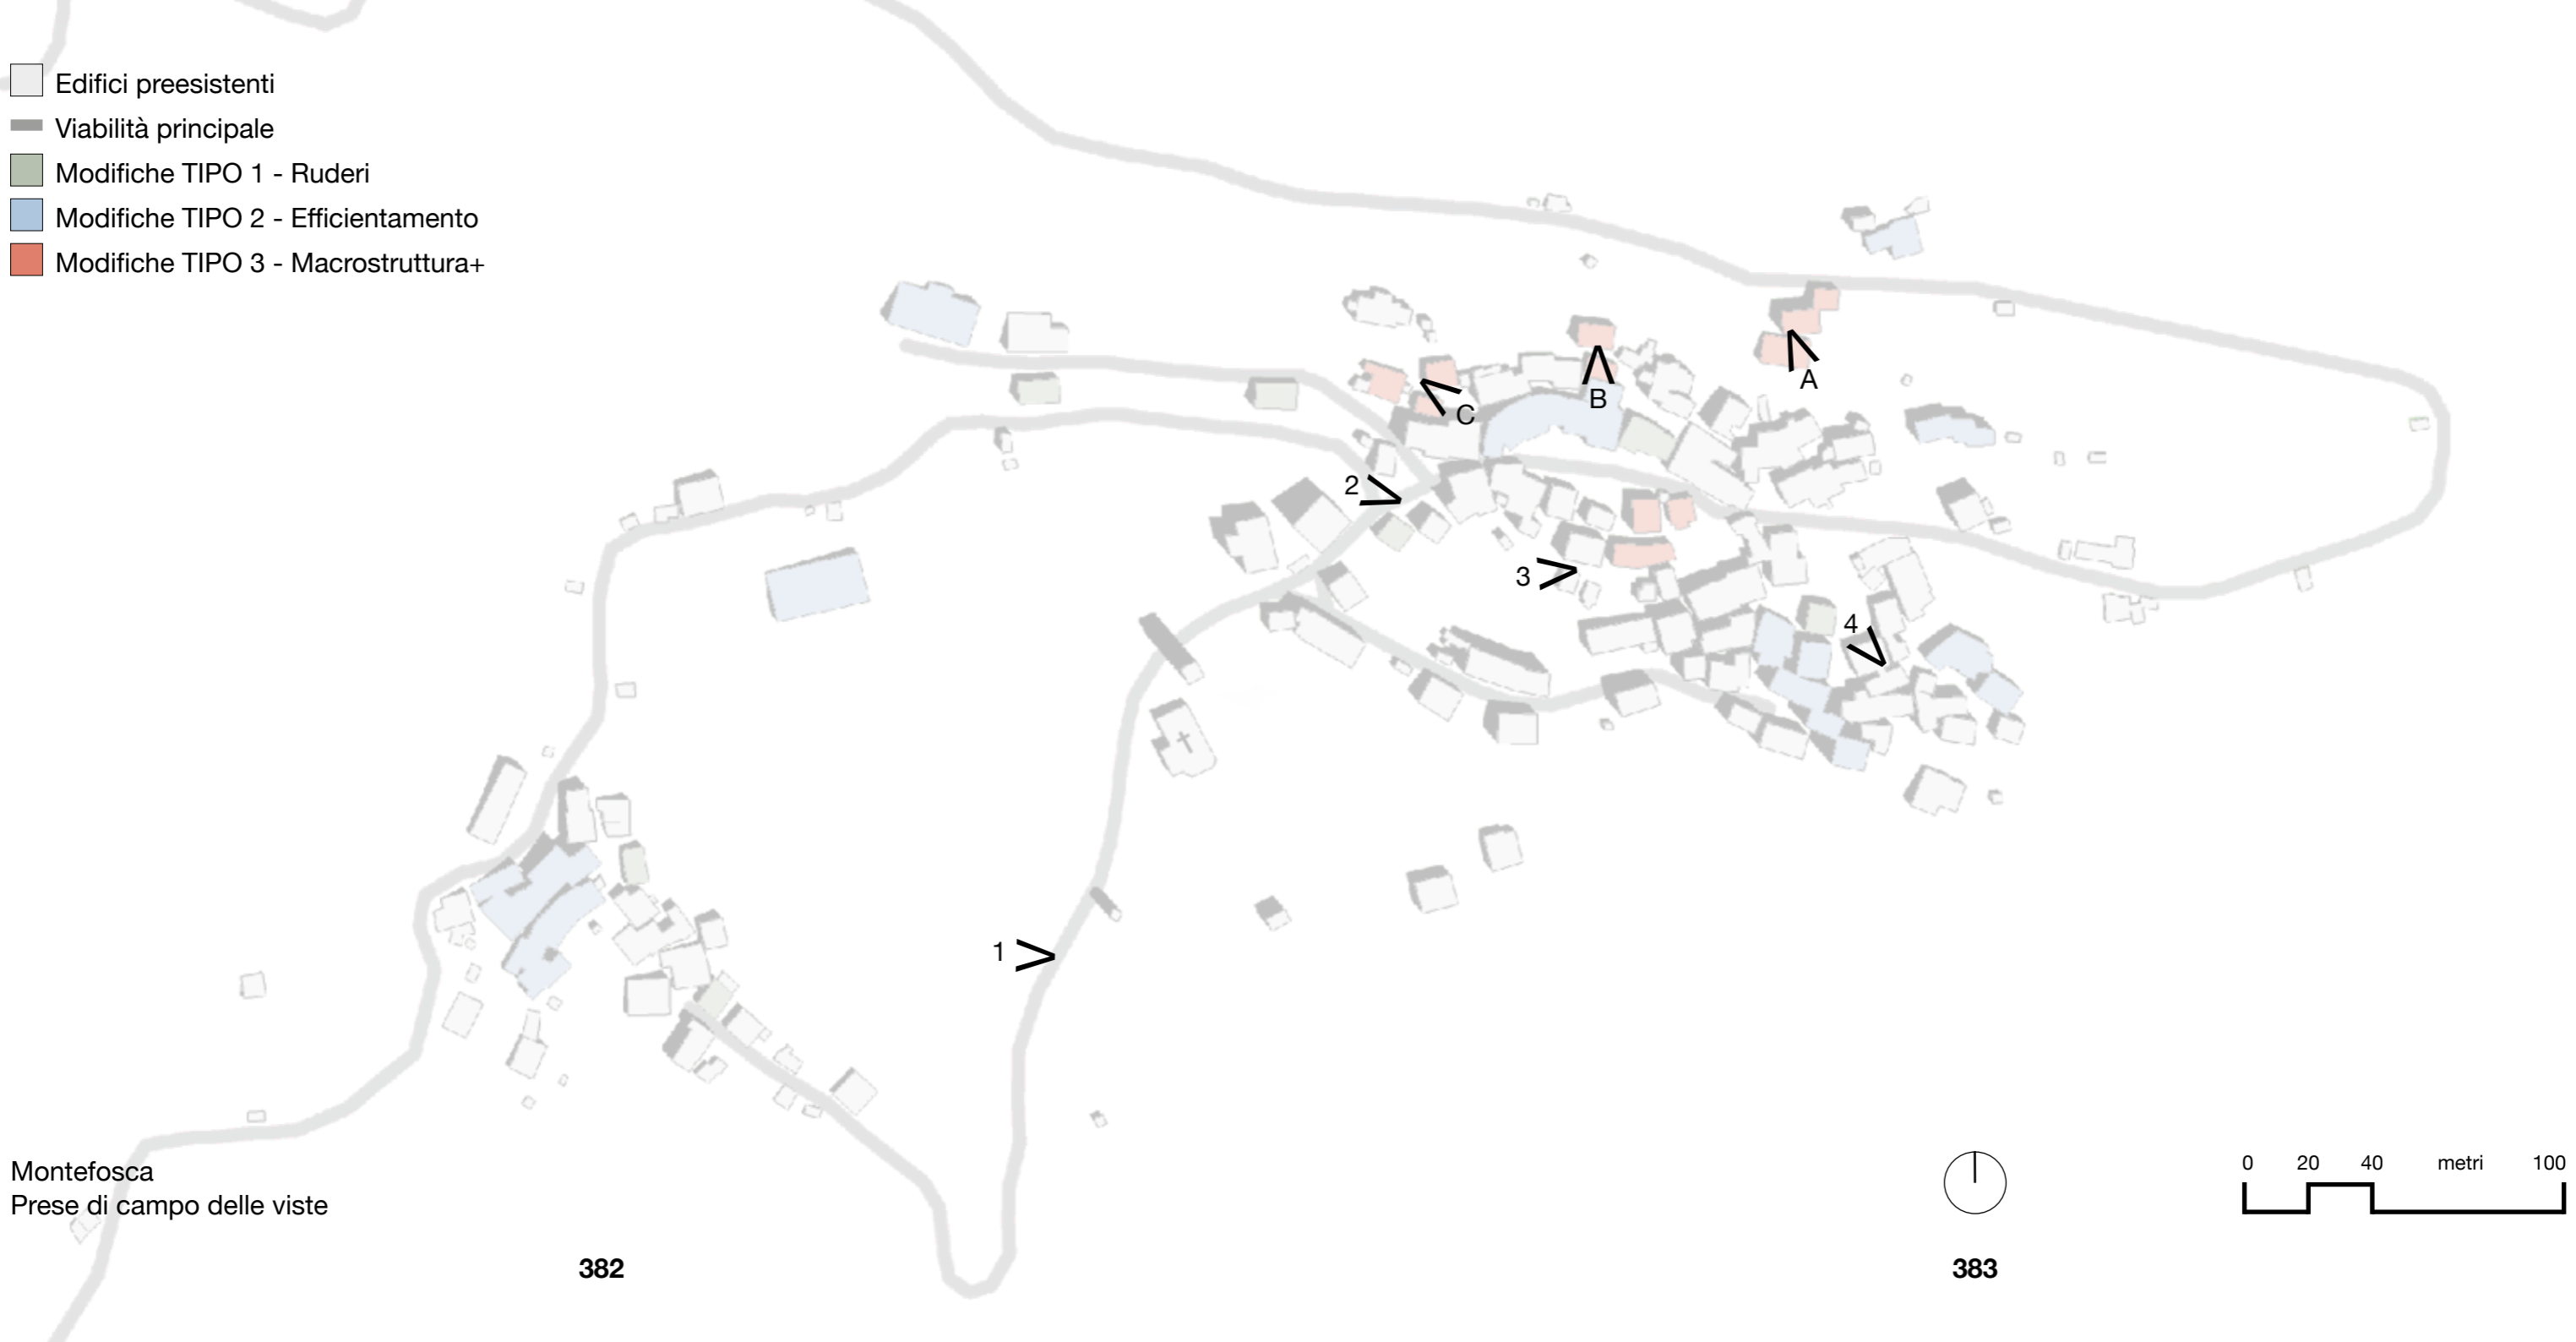 Edifici preesistenti
Viabilità principale
Modifiche TIPO 1 - Ruderi
Modifiche TIPO 2 - Efficientamento
Modifiche TIPO 3 - Macrostruttura+
A
B
C
2
3
4
1
Montefosca
Prese di campo delle viste
0 20 40 metri 100
382
383